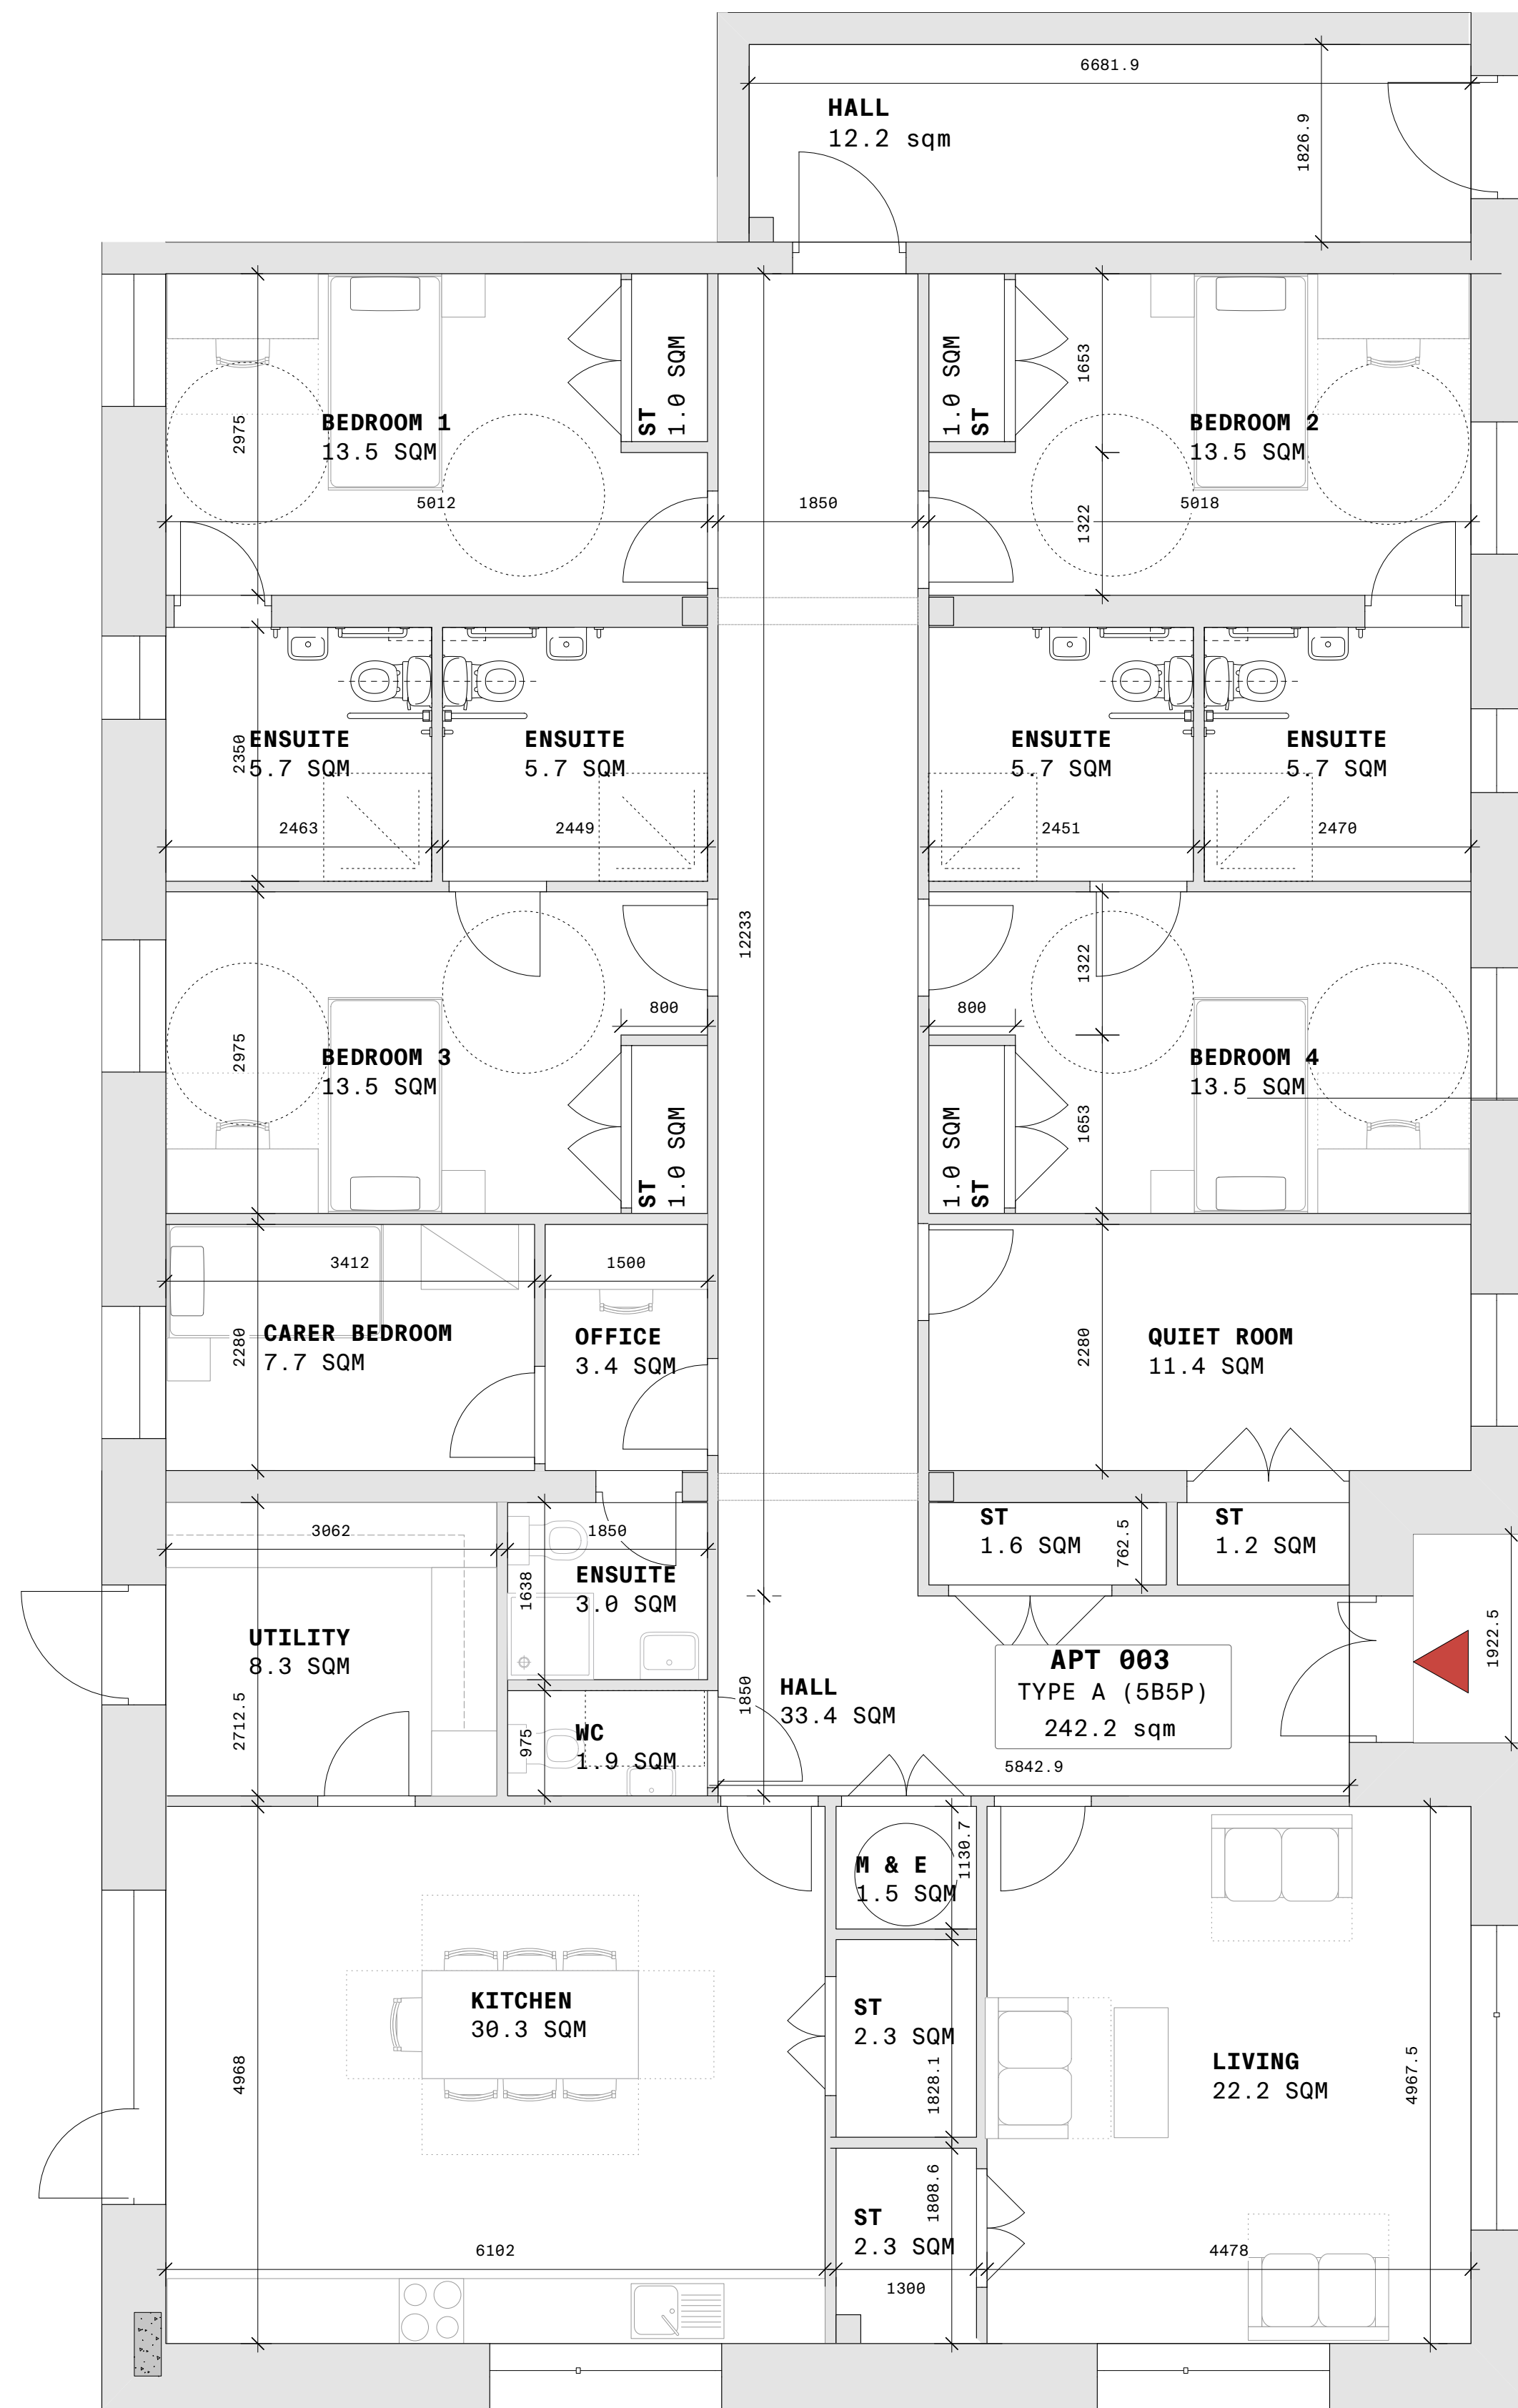 6681.9
HALL
12.2 sqm
1826.9
BEDROOM 1
13.5 SQM
2975
ST
1.0 SQM
5012
1850
1.0 SQM
ST
1653
BEDROOM 2
13.5 SQM
5018
1322
ENSUITE
5.7 SQM
2350
2463
ENSUITE
5.7 SQM
2449
ENSUITE
5.7 SQM
2451
ENSUITE
5.7 SQM
2470
12233
BEDROOM 3
13.5 SQM
2975
800
ST
1.0 SQM
800
1.0 SQM
ST
1322
1653
BEDROOM 4
13.5 SQM
3412
CARER BEDROOM
7.7 SQM
2280
1500
OFFICE
3.4 SQM
2280
QUIET ROOM
11.4 SQM
3062
UTILITY
8.3 SQM
2712.5
1850
ENSUITE
3.0 SQM
1638
WC
1.9 SQM
975
ST
1.6 SQM
762.5
ST
1.2 SQM
1850
HALL
33.4 SQM
APT 003
TYPE A (5B5P)
242.2 sqm
1922.5
5842.9
M & E
1.5 SQM
1130.7
KITCHEN
30.3 SQM
4968
6102
ST
2.3 SQM
1828.1
ST
2.3 SQM
1808.6
1300
LIVING
22.2 SQM
4967.5
4478